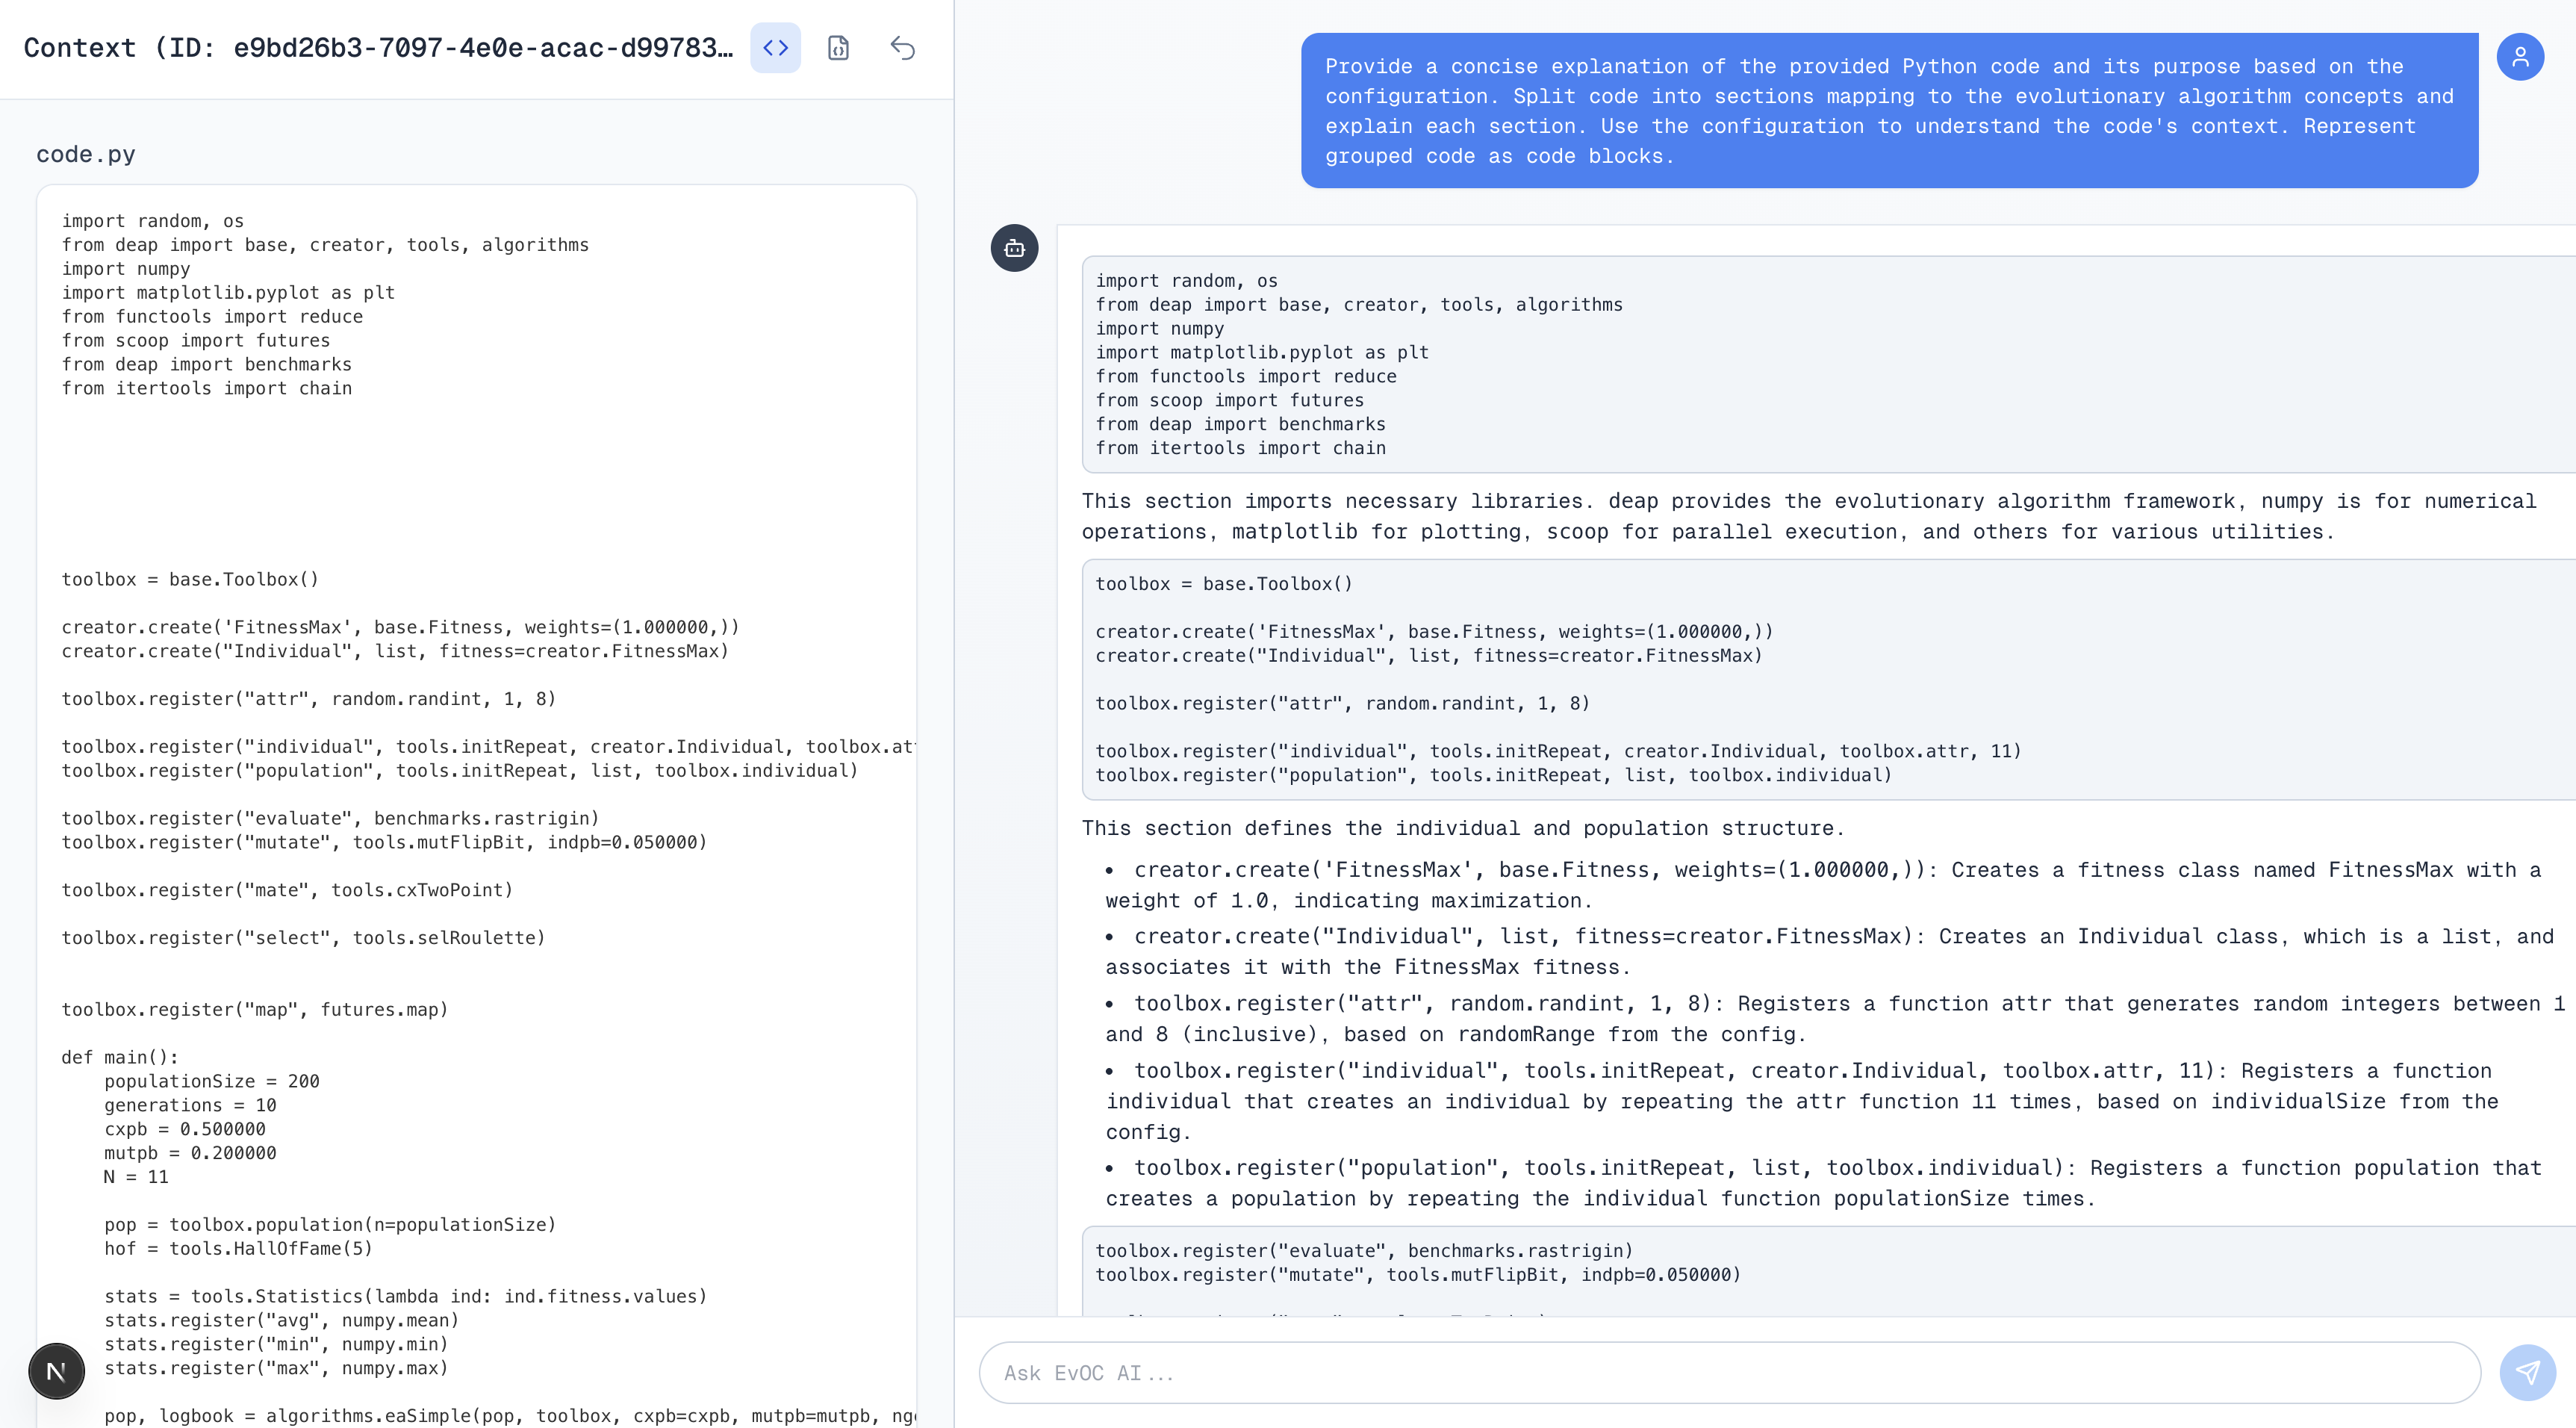 Context (ID: e9bd26b3-7097-4e0e-acac-d99783…
code.py
import random, os
from deap import base, creator, tools, algorithms
import numpy
import matplotlib.pyplot as plt
from functools import reduce
from scoop import futures
from deap import benchmarks
from itertools import chain
toolbox = base.Toolbox()
creator.create('FitnessMax', base.Fitness, weights=(1.000000,))
creator.create("Individual", list, fitness=creator.FitnessMax)
toolbox.register("attr", random.randint, 1, 8)
toolbox.register("individual", tools.initRepeat, creator.Individual, toolbox.at
toolbox.register("population", tools.initRepeat, list, toolbox.individual)
toolbox.register("evaluate", benchmarks.rastrigin)
toolbox.register("mutate", tools.mutFlipBit, indpb=0.050000)
toolbox.register("mate", tools.cxTwoPoint)
toolbox.register("select", tools.selRoulette)
toolbox.register("map", futures.map)
def main():
    populationSize = 200
    generations = 10
    cxpb = 0.500000
    mutpb = 0.200000
    N = 11
    pop = toolbox.population(n=populationSize)
    hof = tools.HallOfFame(5)
    stats = tools.Statistics(lambda ind: ind.fitness.values)
    stats.register("avg", numpy.mean)
    stats.register("min", numpy.min)
    stats.register("max", numpy.max)
    pop, logbook = algorithms.eaSimple(pop, toolbox, cxpb=cxpb, mutpb=mutpb, ng
N
Provide a concise explanation of the provided Python code and its purpose based on the
configuration. Split code into sections mapping to the evolutionary algorithm concepts and
explain each section. Use the configuration to understand the code's context. Represent
grouped code as code blocks.
import random, os
from deap import base, creator, tools, algorithms
import numpy
import matplotlib.pyplot as plt
from functools import reduce
from scoop import futures
from deap import benchmarks
from itertools import chain
This section imports necessary libraries. deap provides the evolutionary algorithm framework, numpy is for numerical
operations, matplotlib for plotting, scoop for parallel execution, and others for various utilities.
toolbox = base.Toolbox()
creator.create('FitnessMax', base.Fitness, weights=(1.000000,))
creator.create("Individual", list, fitness=creator.FitnessMax)
toolbox.register("attr", random.randint, 1, 8)
toolbox.register("individual", tools.initRepeat, creator.Individual, toolbox.attr, 11)
toolbox.register("population", tools.initRepeat, list, toolbox.individual)
This section defines the individual and population structure.
• creator.create('FitnessMax', base.Fitness, weights=(1.000000,)): Creates a fitness class named FitnessMax with a
weight of 1.0, indicating maximization.
• creator.create("Individual", list, fitness=creator.FitnessMax): Creates an Individual class, which is a list, and
associates it with the FitnessMax fitness.
• toolbox.register("attr", random.randint, 1, 8): Registers a function attr that generates random integers between 1
and 8 (inclusive), based on randomRange from the config.
• toolbox.register("individual", tools.initRepeat, creator.Individual, toolbox.attr, 11): Registers a function
individual that creates an individual by repeating the attr function 11 times, based on individualSize from the
config.
• toolbox.register("population", tools.initRepeat, list, toolbox.individual): Registers a function population that
creates a population by repeating the individual function populationSize times.
toolbox.register("evaluate", benchmarks.rastrigin)
toolbox.register("mutate", tools.mutFlipBit, indpb=0.050000)
Ask EvOC AI...